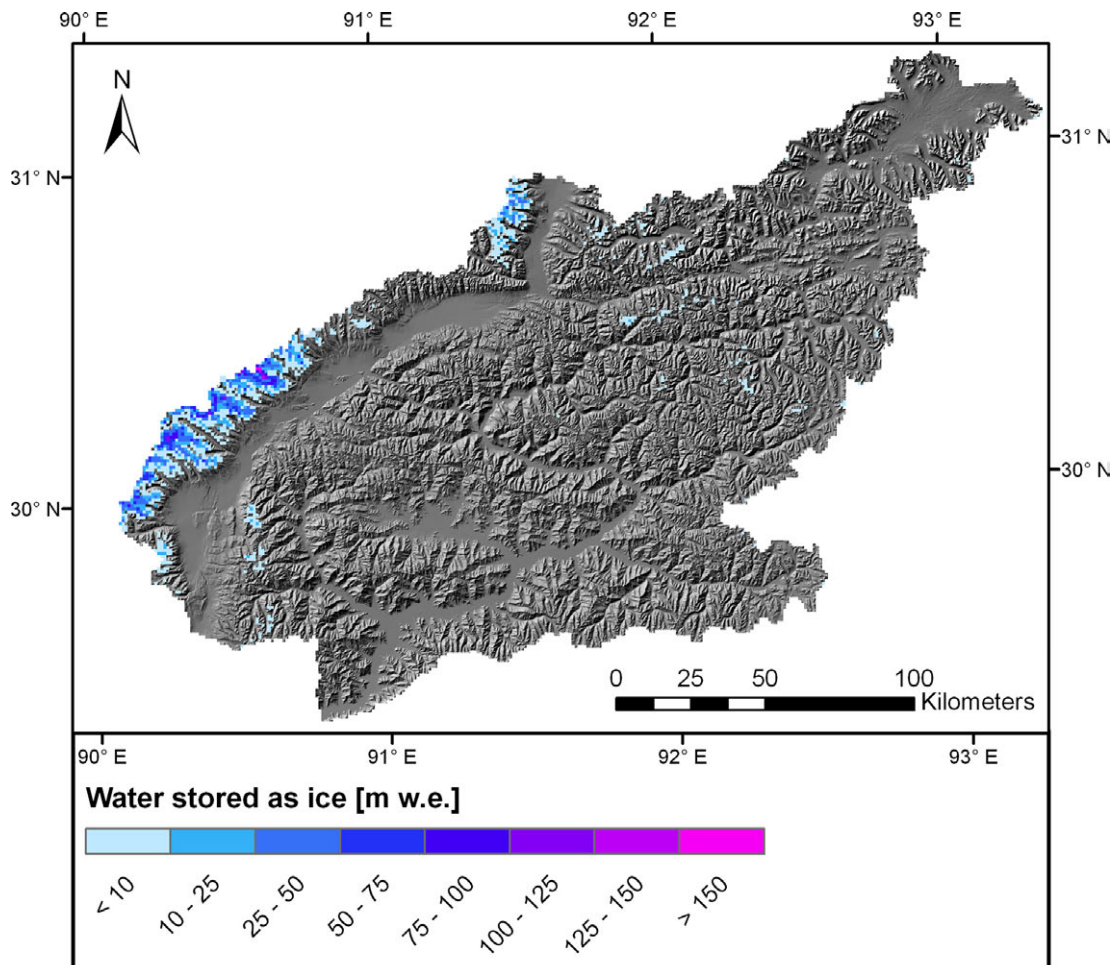 90° E 91° E 92° E 93° E
N
31° N
31° N
30° N
30° N
0 25 50 100
Kilometers
90° E 91° E 92° E 93° E
Water stored as ice [m w.e.]
< 10 10 - 25 25 - 50 50 - 75 75 - 100 100 - 125 125 - 150 > 150